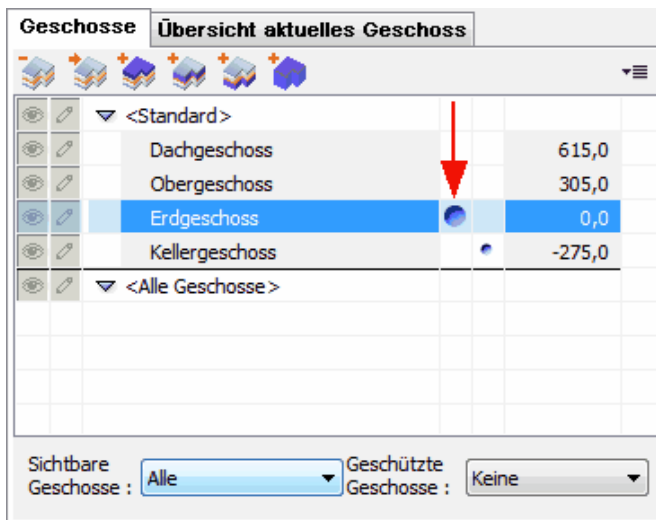 Geschosse Übersicht aktuelles Geschoss
<Standard>
Dachgeschoss 615,0
Obergeschoss 305,0
Erdgeschoss 0,0
Kellergeschoss -275,0
<Alle Geschosse>
Sichtbare Geschosse : Alle
Geschützte Geschosse : Keine